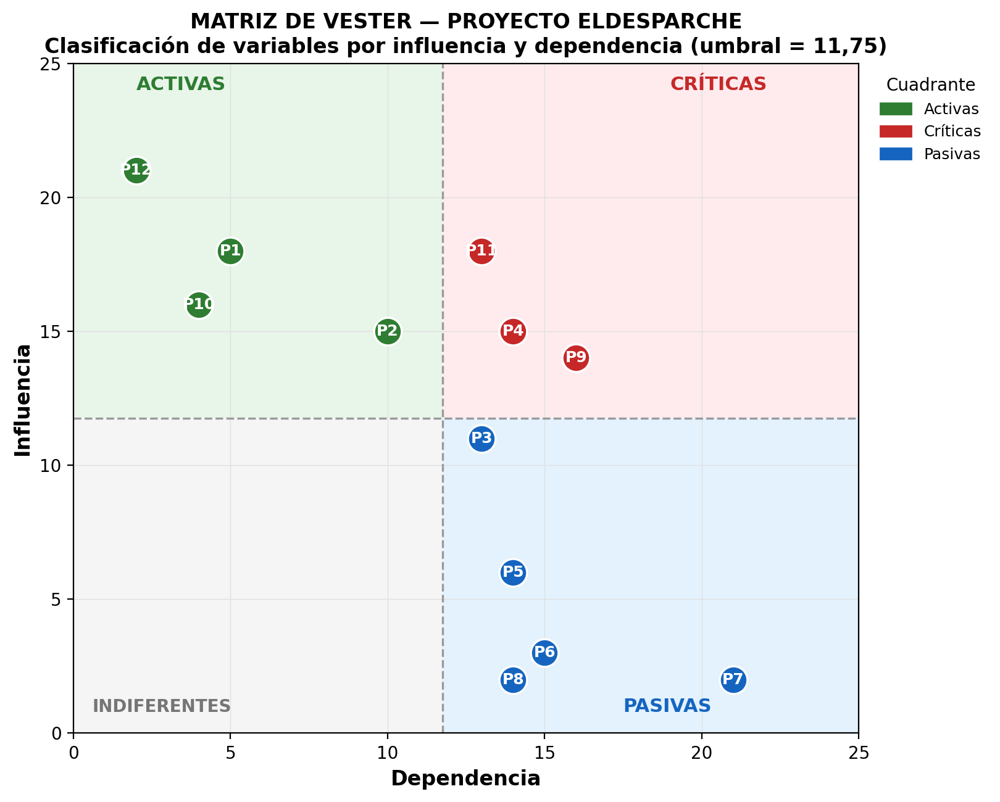 MATRIZ DE VESTER — PROYECTO ELDESPARCHE
Clasificación de variables por influencia y dependencia (umbral = 11,75)
Cuadrante
Activas
Críticas
Pasivas
ACTIVAS
CRÍTICAS
P12
P1
P11
P10
P2
P4
P9
P3
P5
P6
P8
P7
INDIFERENTES
PASIVAS
Influencia
25
20
15
10
5
0
0 5 10 15 20 25
Dependencia